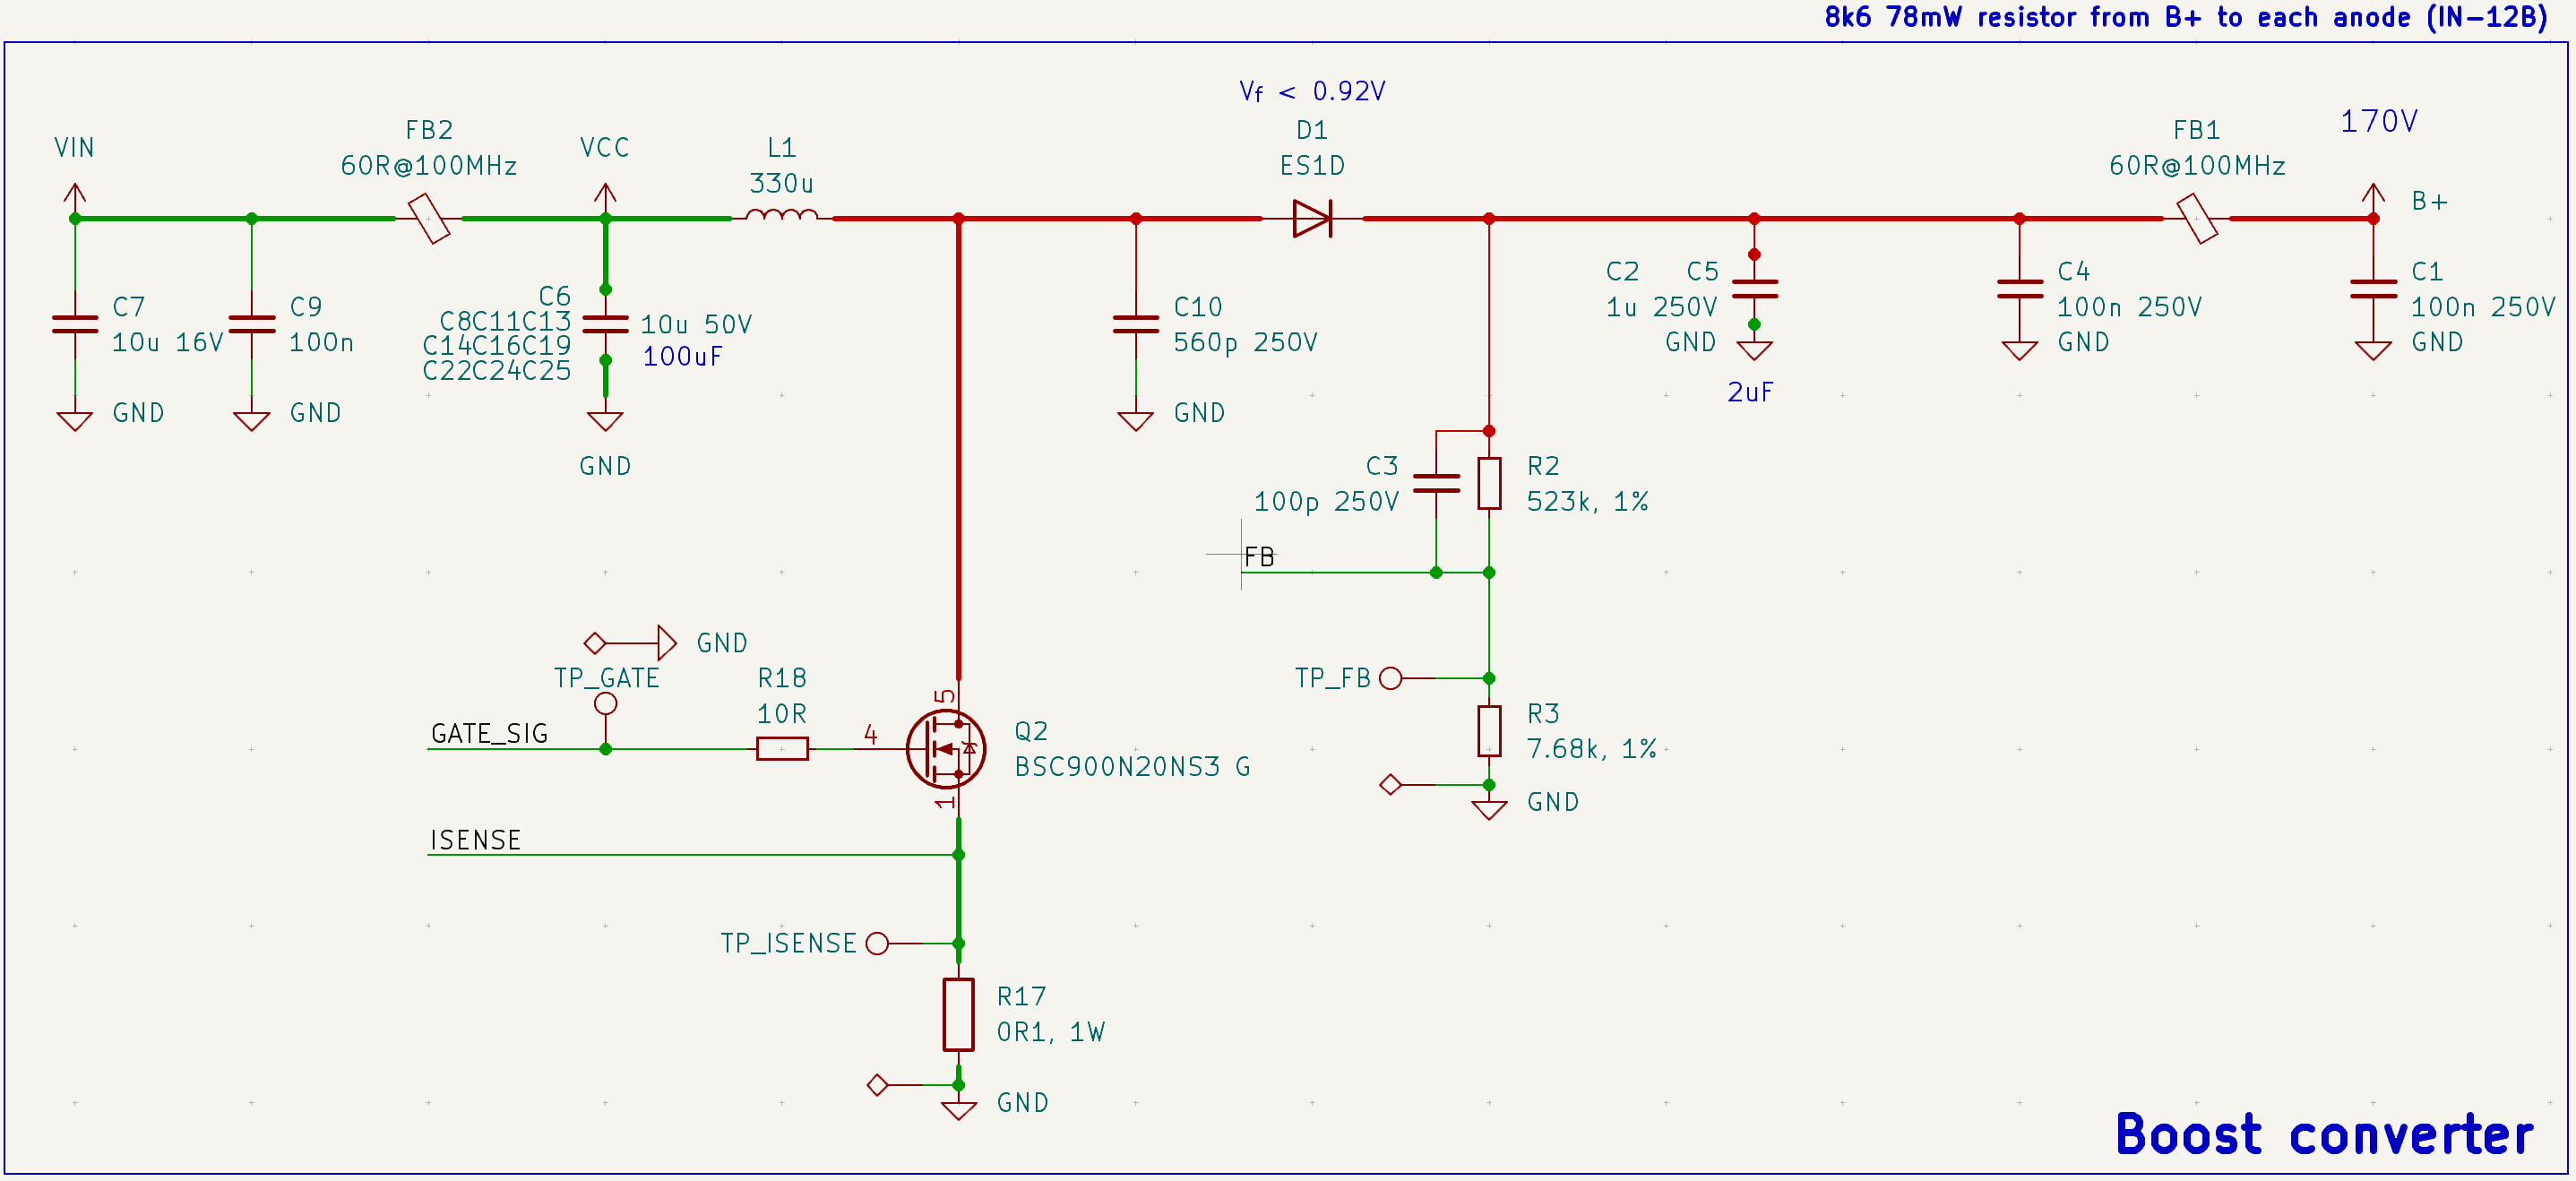 8k6 78mW resistor from B+ to each anode (IN-12B)
Vf < 0.92V
VIN
FB2
60R@100MHz
VCC
L1
330u
D1
ES1D
FB1
60R@100MHz
170V
B+
C7
10u 16V
GND
C9
100n
GND
C6
C8C11C13
C14C16C19
C22C24C25
10u 50V
100uF
GND
C10
560p 250V
GND
C2
C5
1u 250V
GND
2uF
C4
100n 250V
GND
C1
100n 250V
GND
C3
100p 250V
R2
523k, 1%
FB
GND
TP_GATE
R18
10R
GATE_SIG
4
5
1
Q2
BSC900N20NS3 G
TP_FB
R3
7.68k, 1%
GND
ISENSE
TP_ISENSE
R17
0R1, 1W
GND
Boost converter